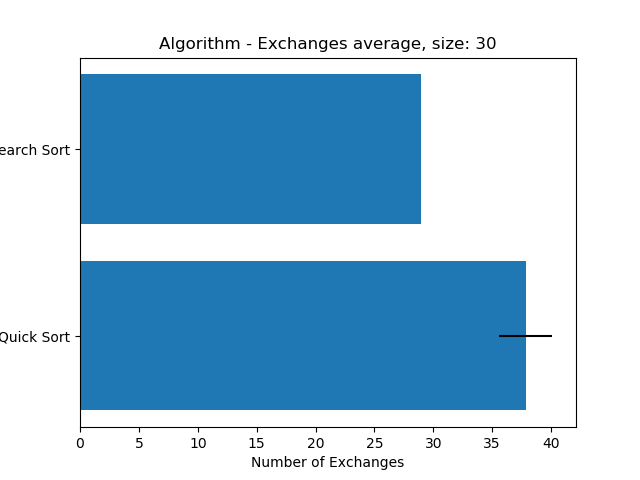 Algorithm - Exchanges average, size: 30
earch Sort
Quick Sort
0 5 10 15 20 25 30 35 40
Number of Exchanges